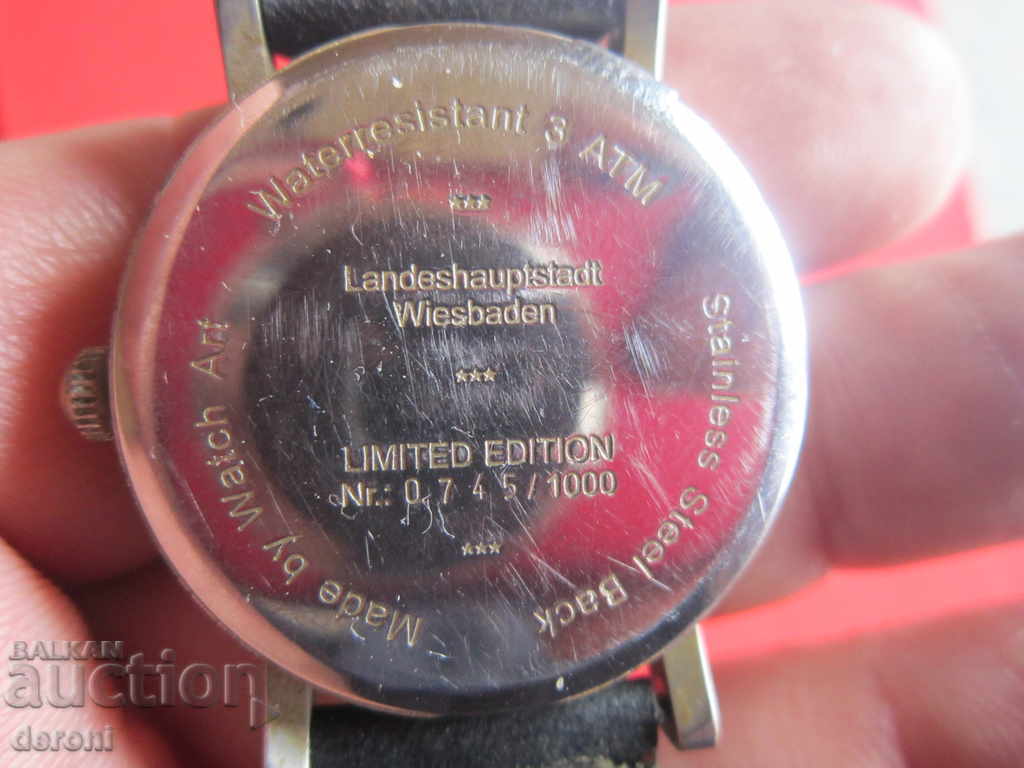 Waterresistant 3 ATM
***
Landeshauptstadt
Wiesbaden
***
LIMITED EDITION
Nr.: 0 7 4 5 / 1000
***
Stainless Steel Back
Made by Watch Art
BALKAN
auction
deroni